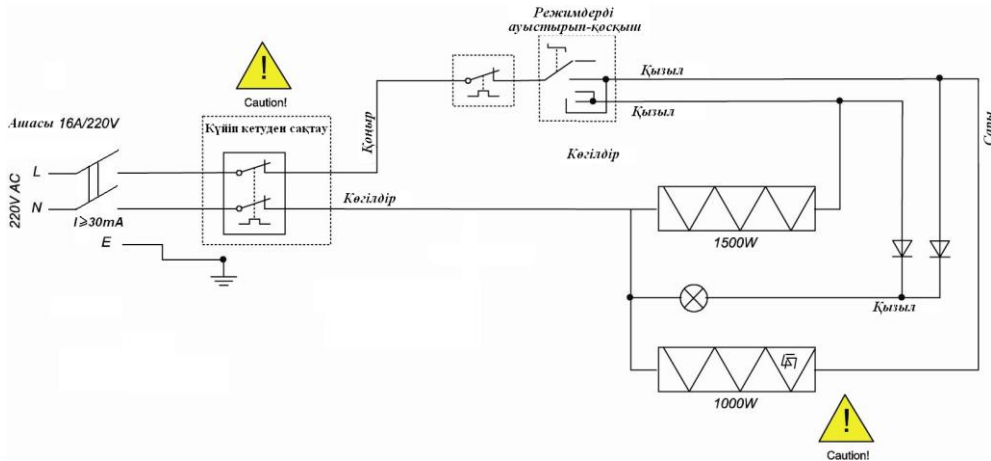 Режимдерді
ауыстырып-қосқыш
Caution!
Қызыл
Қызыл
Ашасы 16А/220V
Күйіп кетуден сақтау
Қоңыр
Сары
Көгілдір
220V AC
L
N
I≥30mA
E
Көгілдір
1500W
Қызыл
1000W
Caution!